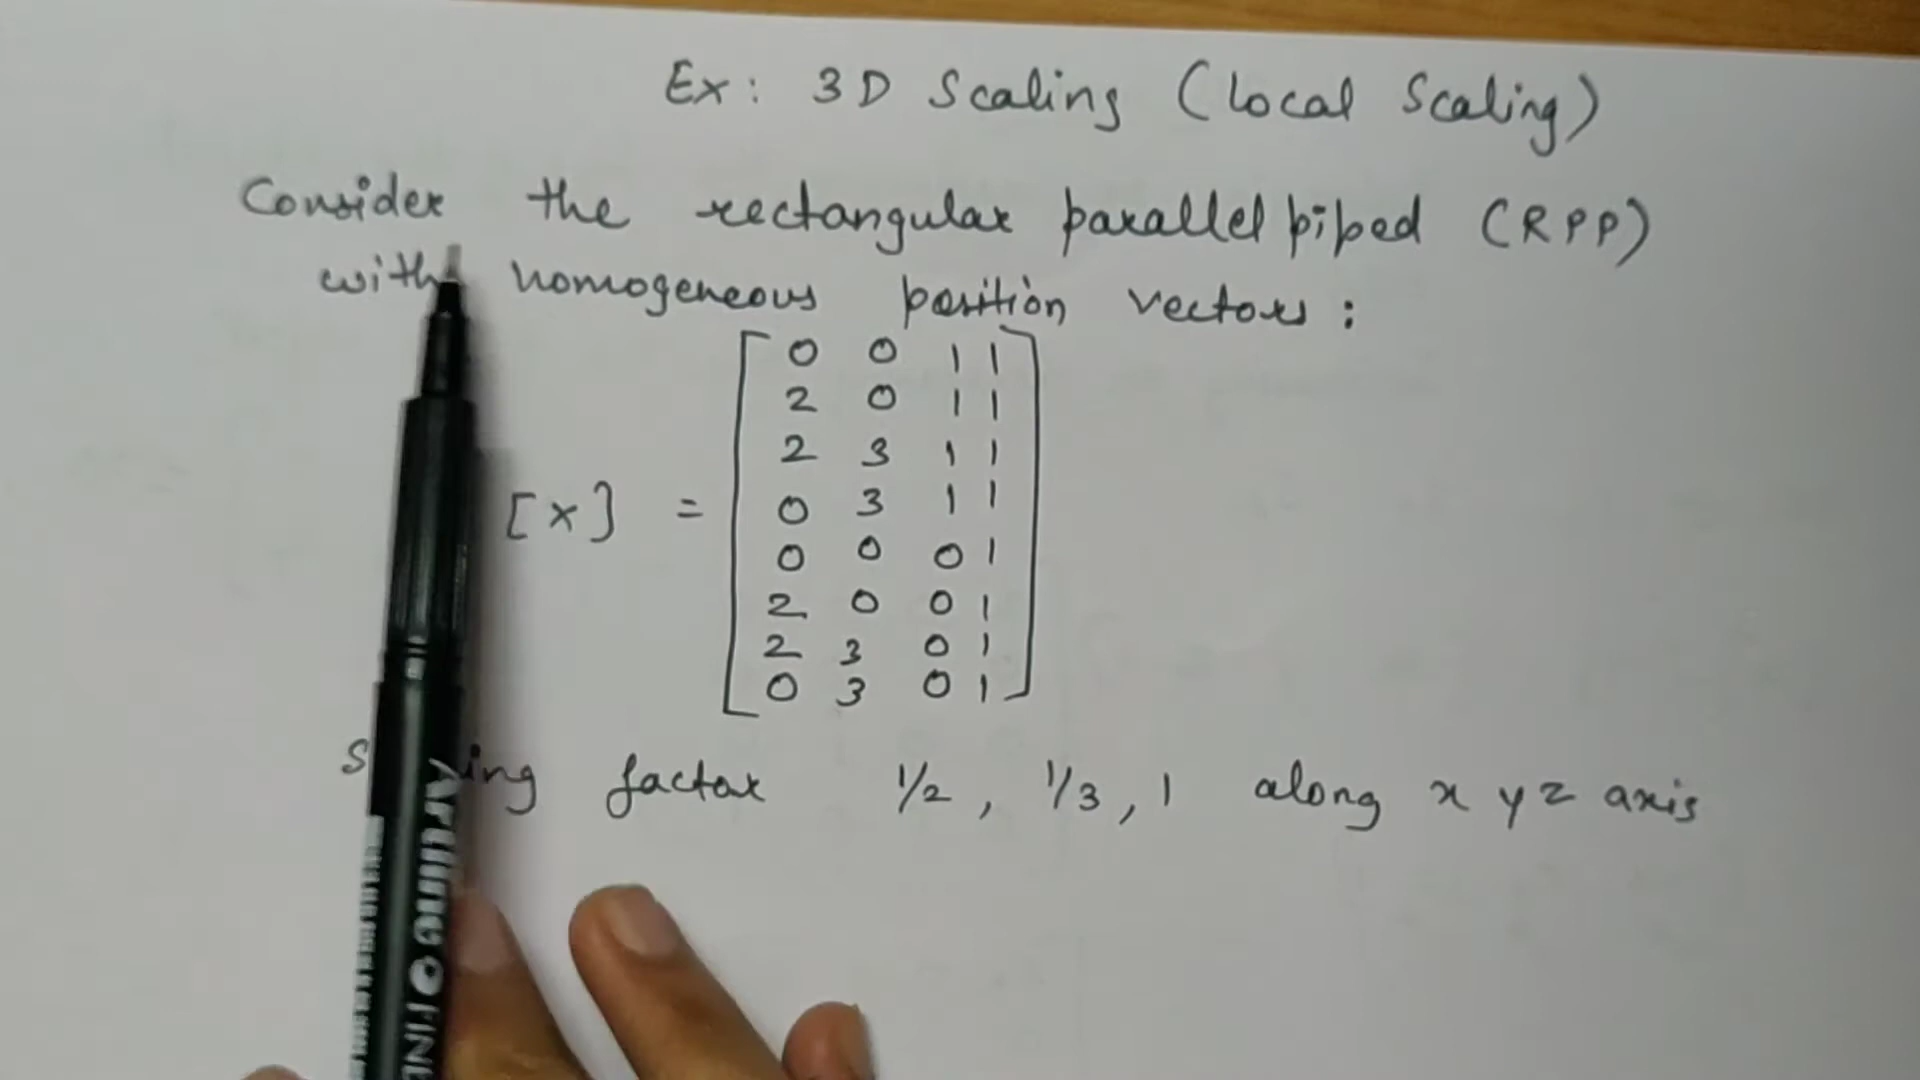 Ex: 3D Scaling (Local Scaling)
Consider the rectangular parallelpiped (RPP)
with homogeneous position vectors:
0 0 1 1
2 0 1 1
2 3 1 1
[x] = 0 3 1 1
0 0 0 1
2 0 0 1
2 3 0 1
0 3 0 1
factor 1/2, 1/3, 1 along x y z axis
Artline